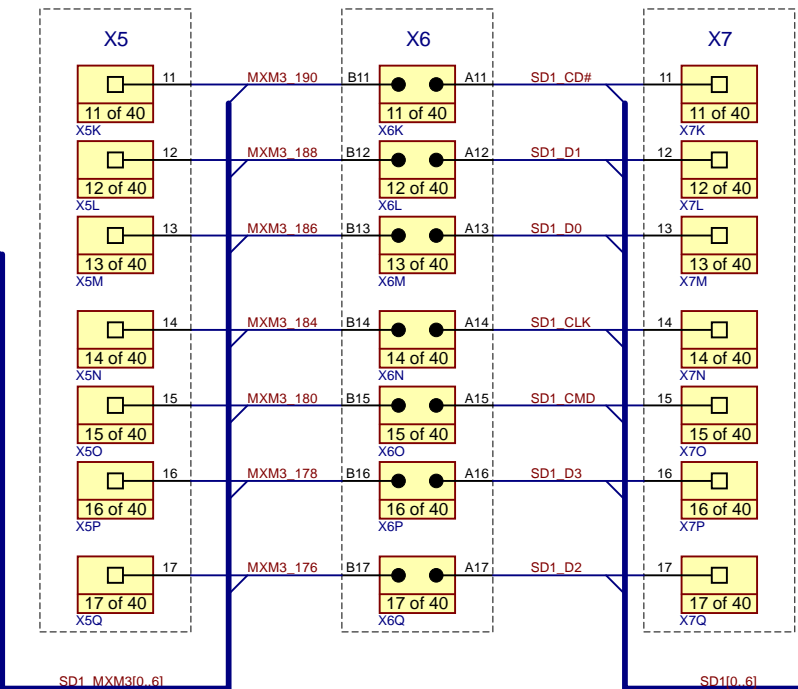 X5 X6 X7
11 MXM3_190 B11 A11 SD1_CD# 11
11 of 40 11 of 40 11 of 40
X5K X6K X7K
12 MXM3_188 B12 A12 SD1_D1 12
12 of 40 12 of 40 12 of 40
X5L X6L X7L
13 MXM3_186 B13 A13 SD1_D0 13
13 of 40 13 of 40 13 of 40
X5M X6M X7M
14 MXM3_184 B14 A14 SD1_CLK 14
14 of 40 14 of 40 14 of 40
X5N X6N X7N
15 MXM3_180 B15 A15 SD1_CMD 15
15 of 40 15 of 40 15 of 40
X5O X6O X7O
16 MXM3_178 B16 A16 SD1_D3 16
16 of 40 16 of 40 16 of 40
X5P X6P X7P
17 MXM3_176 B17 A17 SD1_D2 17
17 of 40 17 of 40 17 of 40
X5Q X6Q X7Q
SD1_MXM3[0..6] SD1[0..6]